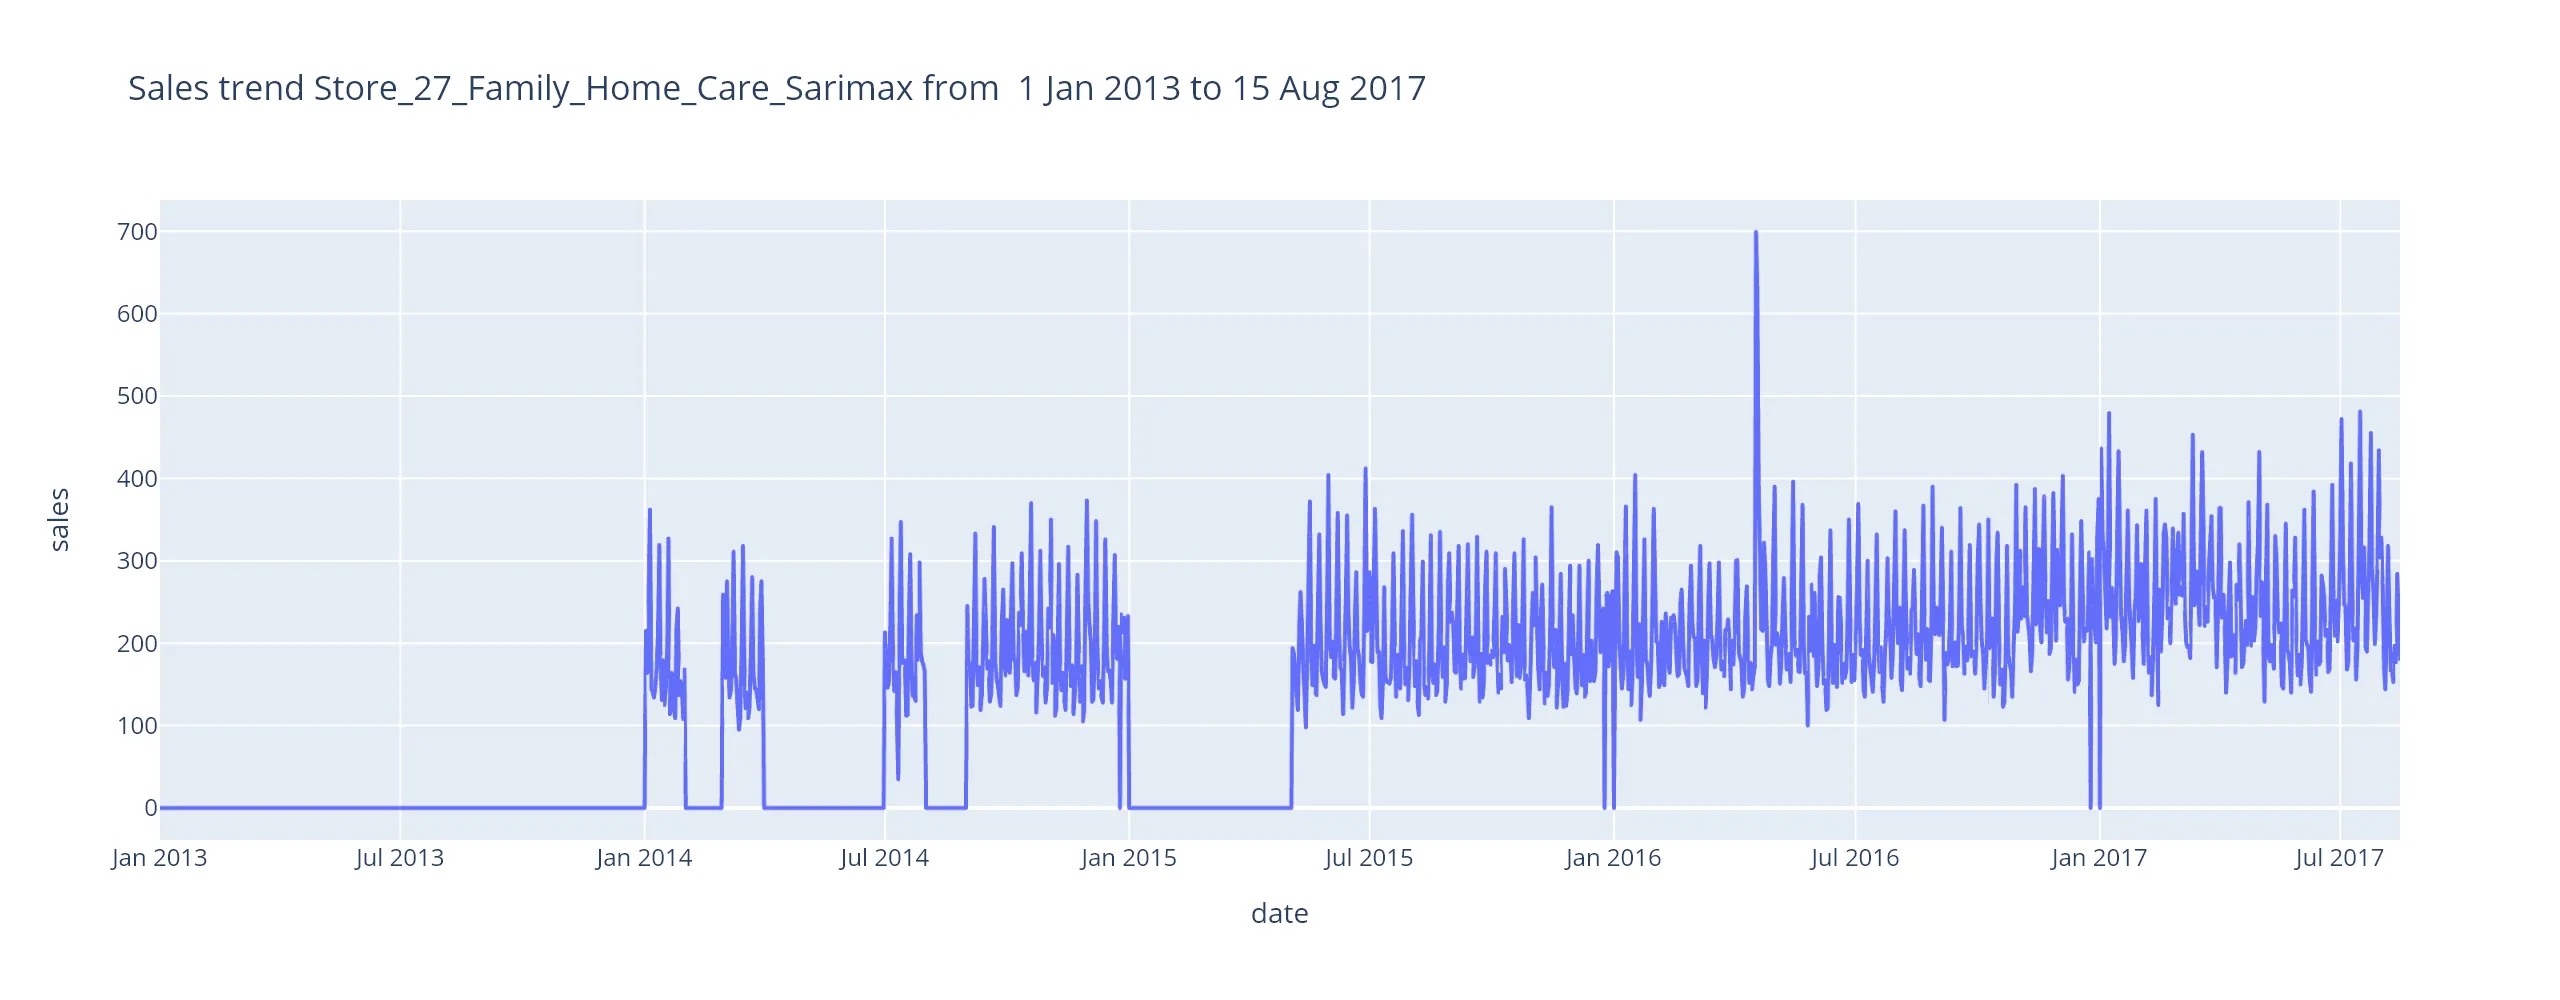 Sales trend Store_27_Family_Home_Care_Sarimax from  1 Jan 2013 to 15 Aug 2017
700
600
500
400
300
200
100
0
sales
Jan 2013 Jul 2013 Jan 2014 Jul 2014 Jan 2015 Jul 2015 Jan 2016 Jul 2016 Jan 2017 Jul 2017
date